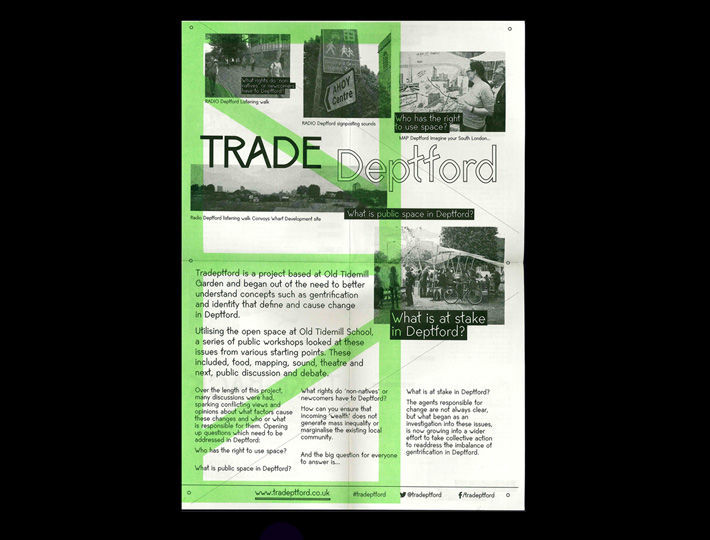 What rights do 'non-
natives' or newcomers
have to Deptford?
RADIO Deptford Listening walk
AHOY
Centre
RADIO Deptford signposting sounds
Who has the right
to use space?
MAP Deptford Imagine your South London...
TRADE Deptford
Radio Deptford listening walk Convoys Wharf Development site
What is public space in Deptford?
What is at stake
in Deptford?
Tradeptford is a project based at Old Tidemill
Garden and began out of the need to better
understand concepts such as gentrification
and identity that define and cause change
in Deptford.
Utilising the open space at Old Tidemill School,
a series of public workshops looked at these
issues from various starting points. These
included, food, mapping, sound, theatre and
next, public discussion and debate.
Over the length of this project,
many discussions were had,
sparking conflicting views and
opinions about what factors cause
these changes and who or what
is responsible for them. Opening
up questions which need to be
addressed in Deptford:
Who has the right to use space?
What is public space in Deptford?
What rights do 'non-natives' or
newcomers have to Deptford?
How can you ensure that
incoming 'wealth' does not
generate mass inequality or
marginalise the existing local
community.
And the big question for everyone
to answer is...
What is at stake in Deptford?
The agents responsible for
change are not always clear,
but what began as an
investigation into these issues,
is now growing into a wider
effort to take collective action
to readdress the imbalance of
gentrification in Deptford.
www.tradeptford.co.uk
#tradeptford
@tradeptford
/tradeptford